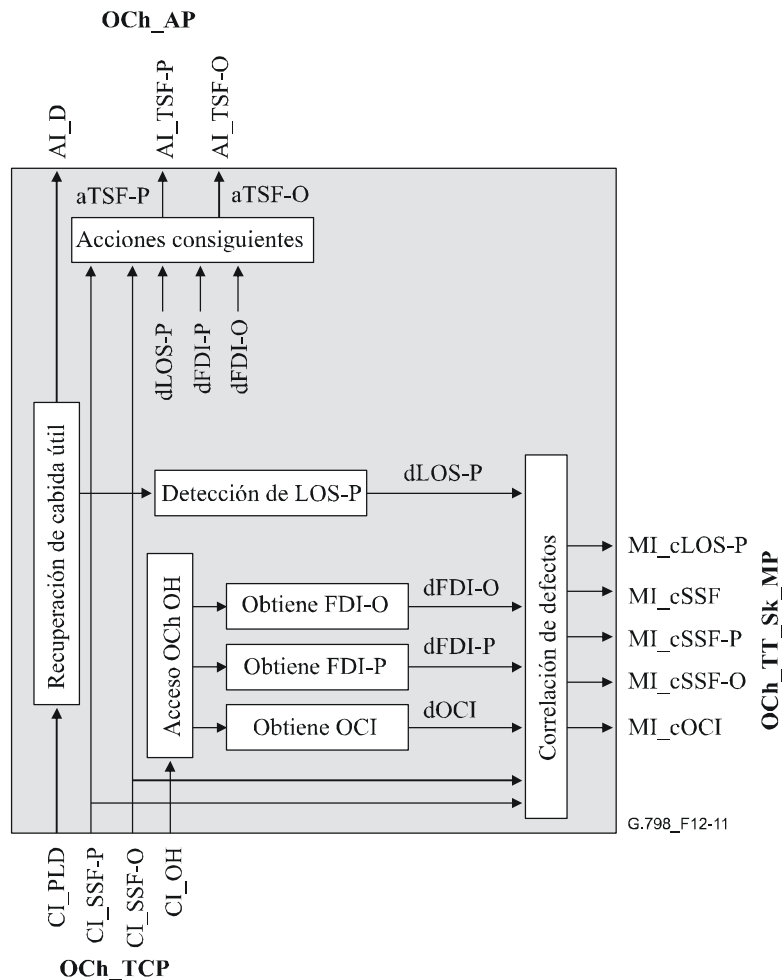 OCh_AP
AI_D
AI_TSF-P
AI_TSF-O
aTSF-P
aTSF-O
Acciones consiguientes
dLOS-P
dFDI-P
dFDI-O
Recuperación de cabida útil
Detección de LOS-P
dLOS-P
Acceso OCh OH
Obtiene FDI-O
dFDI-O
Obtiene FDI-P
dFDI-P
Obtiene OCI
dOCI
Correlación de defectos
MI_cLOS-P
MI_cSSF
MI_cSSF-P
MI_cSSF-O
MI_cOCI
OCh_TT_Sk_MP
G.798_F12-11
CI_PLD
CI_SSF-P
CI_SSF-O
CI_OH
OCh_TCP